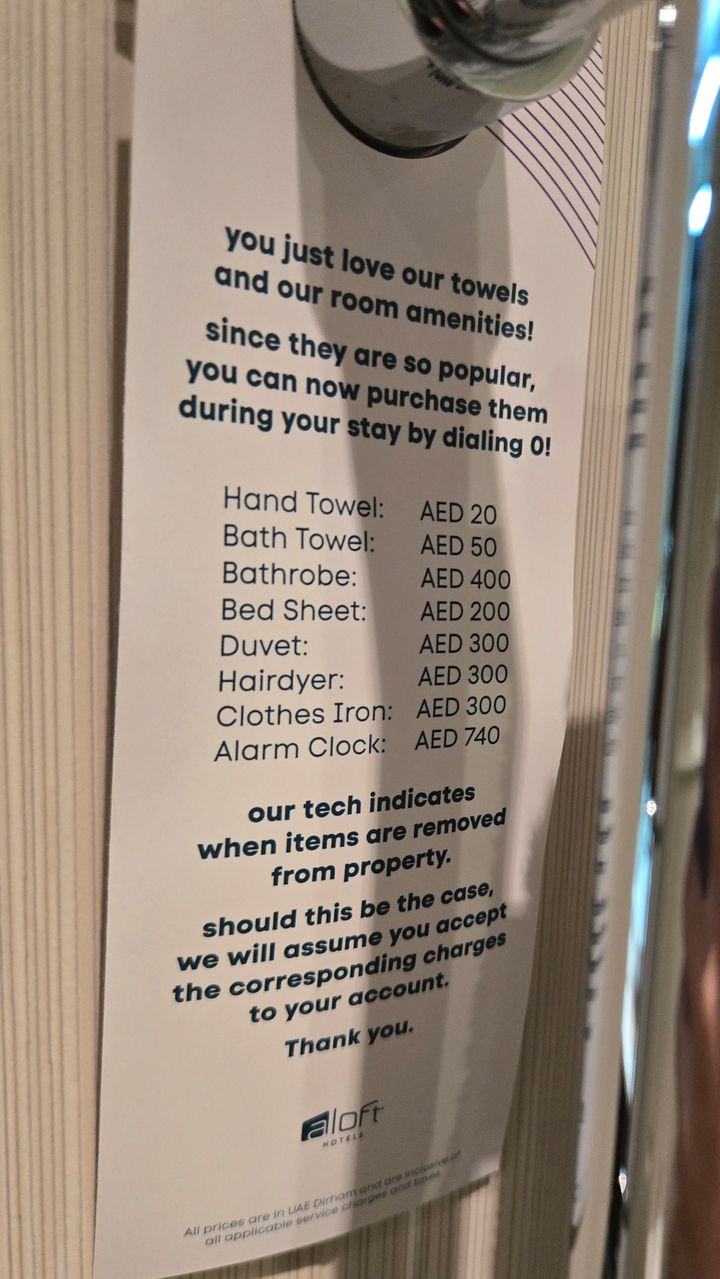 you just love our towels
and our room amenities!
since they are so popular,
you can now purchase them
during your stay by dialing 0!
Hand Towel: AED 20
Bath Towel: AED 50
Bathrobe: AED 400
Bed Sheet: AED 200
Duvet: AED 300
Hairdyer: AED 300
Clothes Iron: AED 300
Alarm Clock: AED 740
our tech indicates
when items are removed
from property.
should this be the case,
we will assume you accept
the corresponding charges
to your account.
Thank you.
aloft
HOTELS
All prices are in UAE Dirham and are inclusive of
all applicable service charges and taxes.